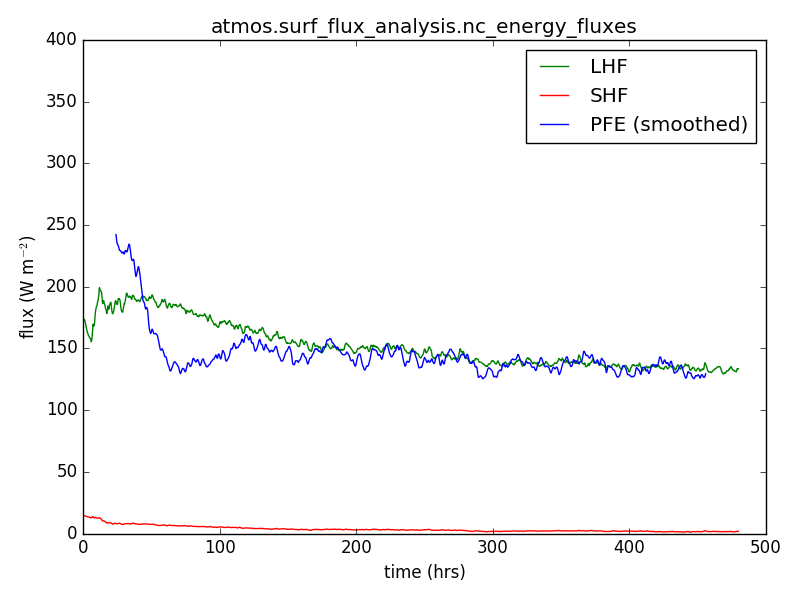 atmos.surf_flux_analysis.nc_energy_fluxes
LHF
SHF
PFE (smoothed)
400
350
300
250
200
150
100
50
0
flux (W m⁻²)
0 100 200 300 400 500
time (hrs)